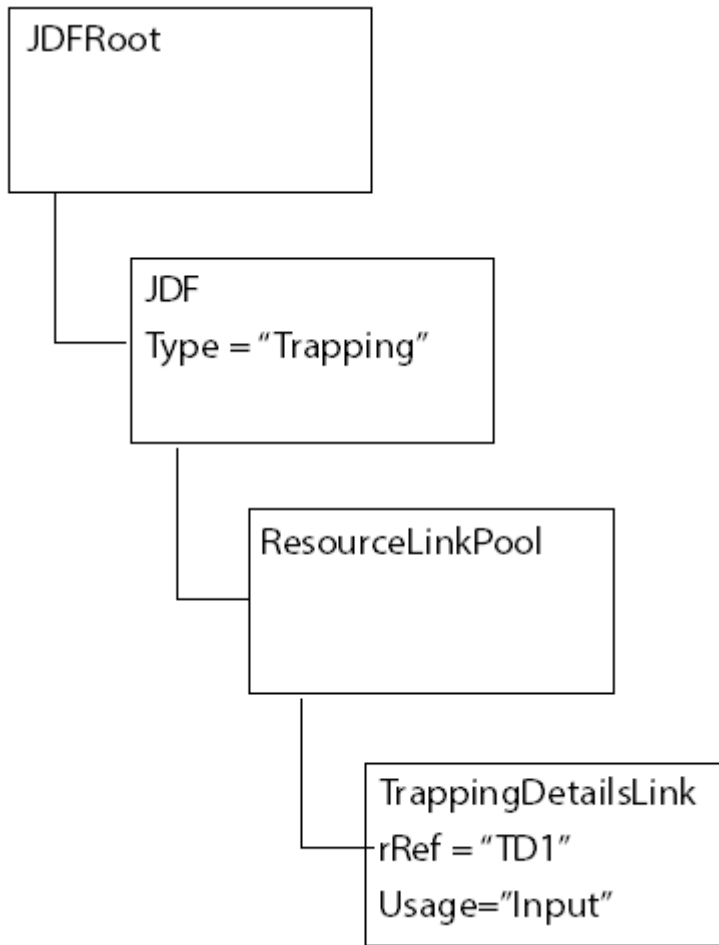 JDFRoot
JDF
Type = “Trapping”
ResourceLinkPool
TrappingDetailsLink
rRef = “TD1”
Usage=”Input”